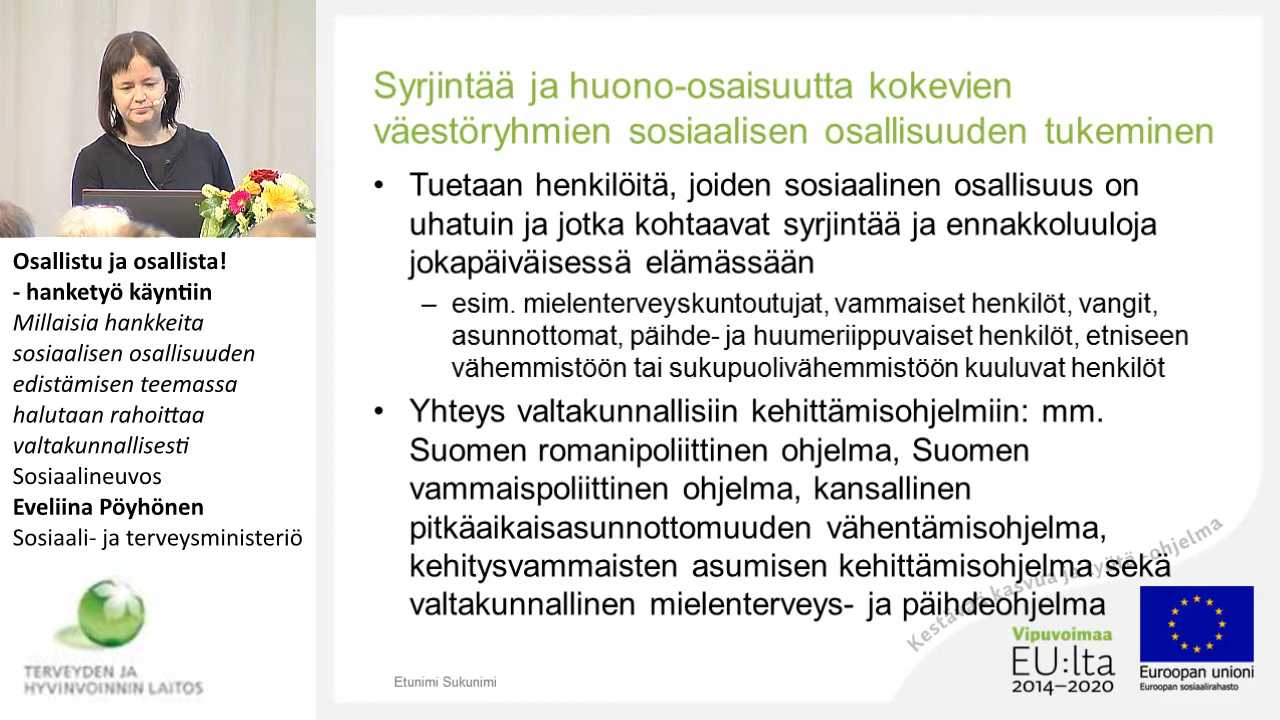 Osallistu ja osallista!
- hanketyö käyntiin
Millaisia hankkeita
sosiaalisen osallisuuden
edistämisen teemassa
halutaan rahoittaa
valtakunnallisesti
Sosiaalineuvos
Eveliina Pöyhönen
Sosiaali- ja terveysministeriö
TERVEYDEN JA
HYVINVOINNIN LAITOS
Syrjintää ja huono-osaisuutta kokevien
väestöryhmien sosiaalisen osallisuuden tukeminen
• Tuetaan henkilöitä, joiden sosiaalinen osallisuus on
uhatuin ja jotka kohtaavat syrjintää ja ennakkoluuloja
jokapäiväisessä elämässään
– esim. mielenterveyskuntoutujat, vammaiset henkilöt, vangit,
asunnottomat, päihde- ja huumeriippuvaiset henkilöt, etniseen
vähemmistöön tai sukupuolivähemmistöön kuuluvat henkilöt
• Yhteys valtakunnallisiin kehittämisohjelmiin: mm.
Suomen romanipoliittinen ohjelma, Suomen
vammaispoliittinen ohjelma, kansallinen
pitkäaikaisasunnottomuuden vähentämisohjelma,
kehitysvammaisten asumisen kehittämisohjelma sekä
valtakunnallinen mielenterveys- ja päihdeohjelma
Kestävää kasvua ja työtä -ohjelma
Vipuvoimaa
EU:lta
2014–2020
Euroopan unioni
Euroopan sosiaalirahasto
Etunimi Sukunimi